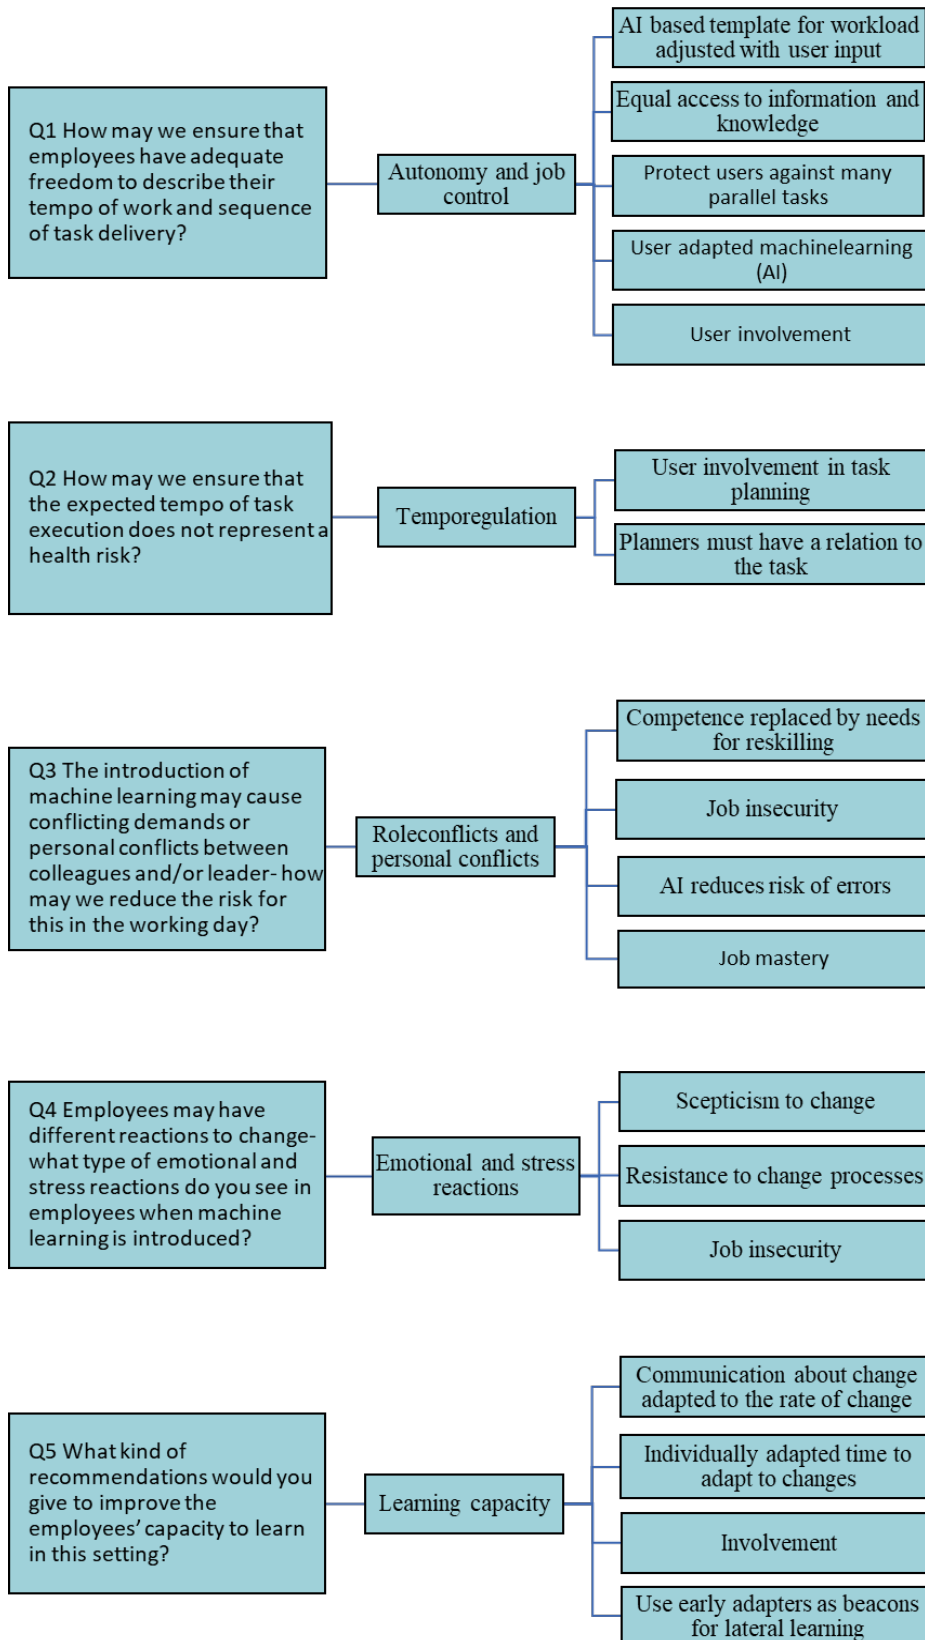 Q1 How may we ensure that
employees have adequate
freedom to describe their
tempo of work and sequence
of task delivery?
Autonomy and job
control
AI based template for workload
adjusted with user input
Equal access to information and
knowledge
Protect users against many
parallel tasks
User adapted machinelearning
(AI)
User involvement
Q2 How may we ensure that
the expected tempo of task
execution does not represent a
health risk?
Temporegulation
User involvement in task
planning
Planners must have a relation to
the task
Q3 The introduction of
machine learning may cause
conflicting demands or
personal conflicts between
colleagues and/or leader- how
may we reduce the risk for
this in the working day?
Roleconflicts and
personal conflicts
Competence replaced by needs
for reskilling
Job insecurity
AI reduces risk of errors
Job mastery
Q4 Employees may have
different reactions to change-
what type of emotional and
stress reactions do you see in
employees when machine
learning is introduced?
Emotional and stress
reactions
Scepticism to change
Resistance to change processes
Job insecurity
Q5 What kind of
recommendations would you
give to improve the
employees’ capacity to learn
in this setting?
Learning capacity
Communication about change
adapted to the rate of change
Individually adapted time to
adapt to changes
Involvement
Use early adapters as beacons
for lateral learning